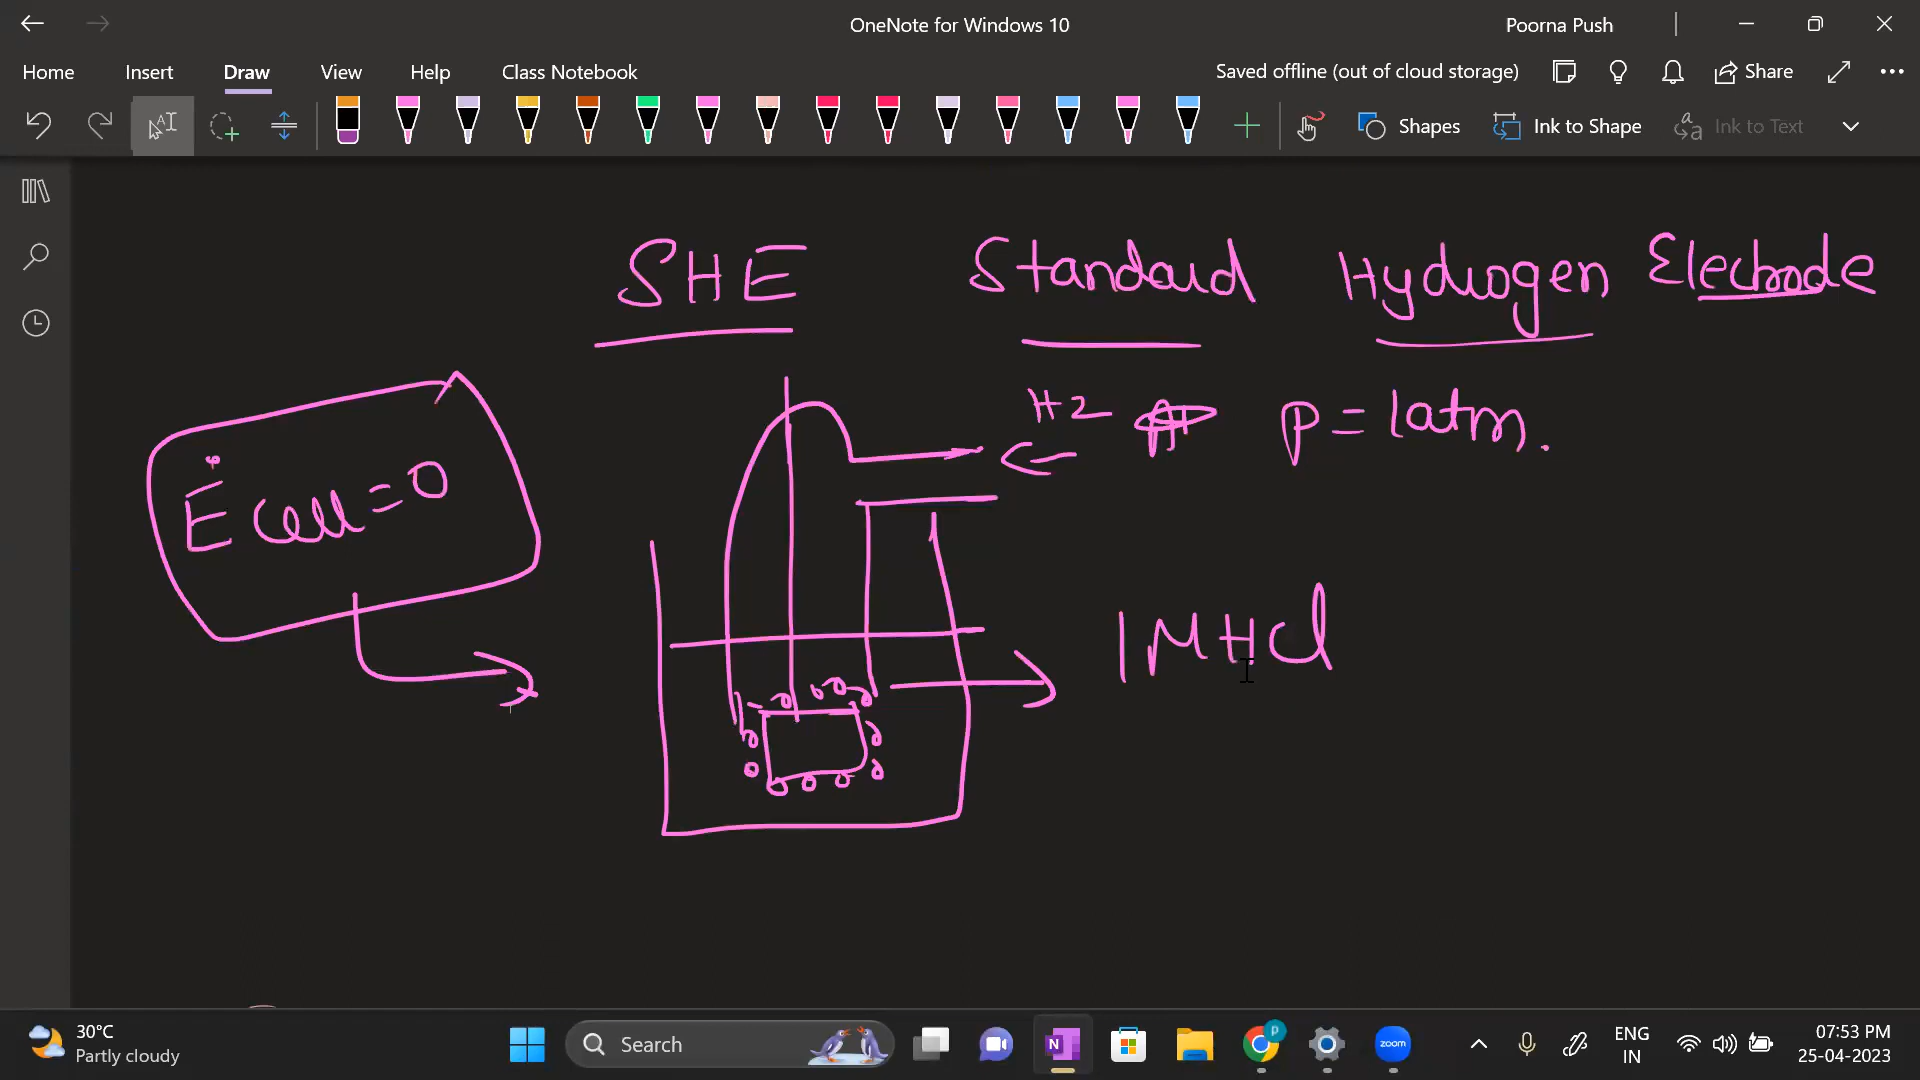 OneNote for Windows 10
Poorna Push
Home Insert Draw View Help Class Notebook
Saved offline (out of cloud storage)
Share
Shapes
Ink to Shape
Ink to Text
SHE Standard Hydrogen Electrode
H2 P = 1atm.
E° cell = 0
1M HCl
30°C
Partly cloudy
Search
zoom
ENG
IN
07:53 PM
25-04-2023